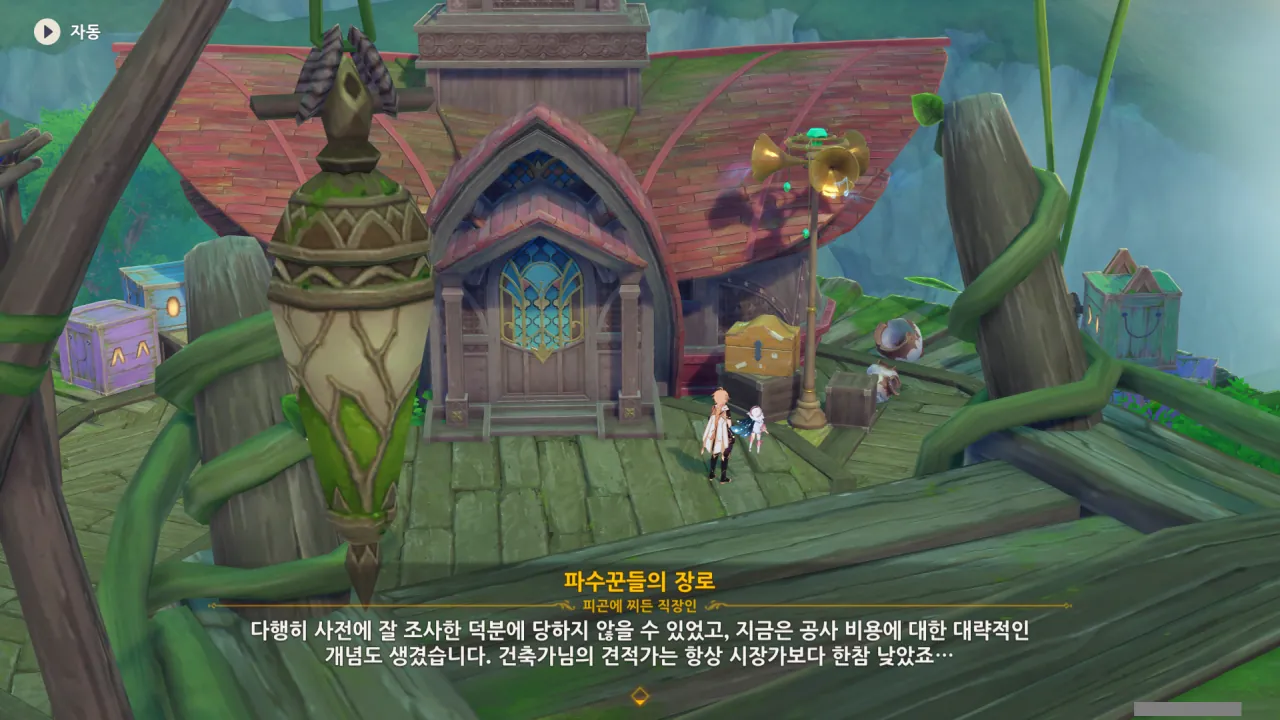 자동
파수꾼들의 장로
피곤에 찌든 직장인
다행히 사전에 잘 조사한 덕분에 당하지 않을 수 있었고, 지금은 공사 비용에 대한 대략적인
개념도 생겼습니다. 건축가님의 견적가는 항상 시장가보다 한참 낮았죠…